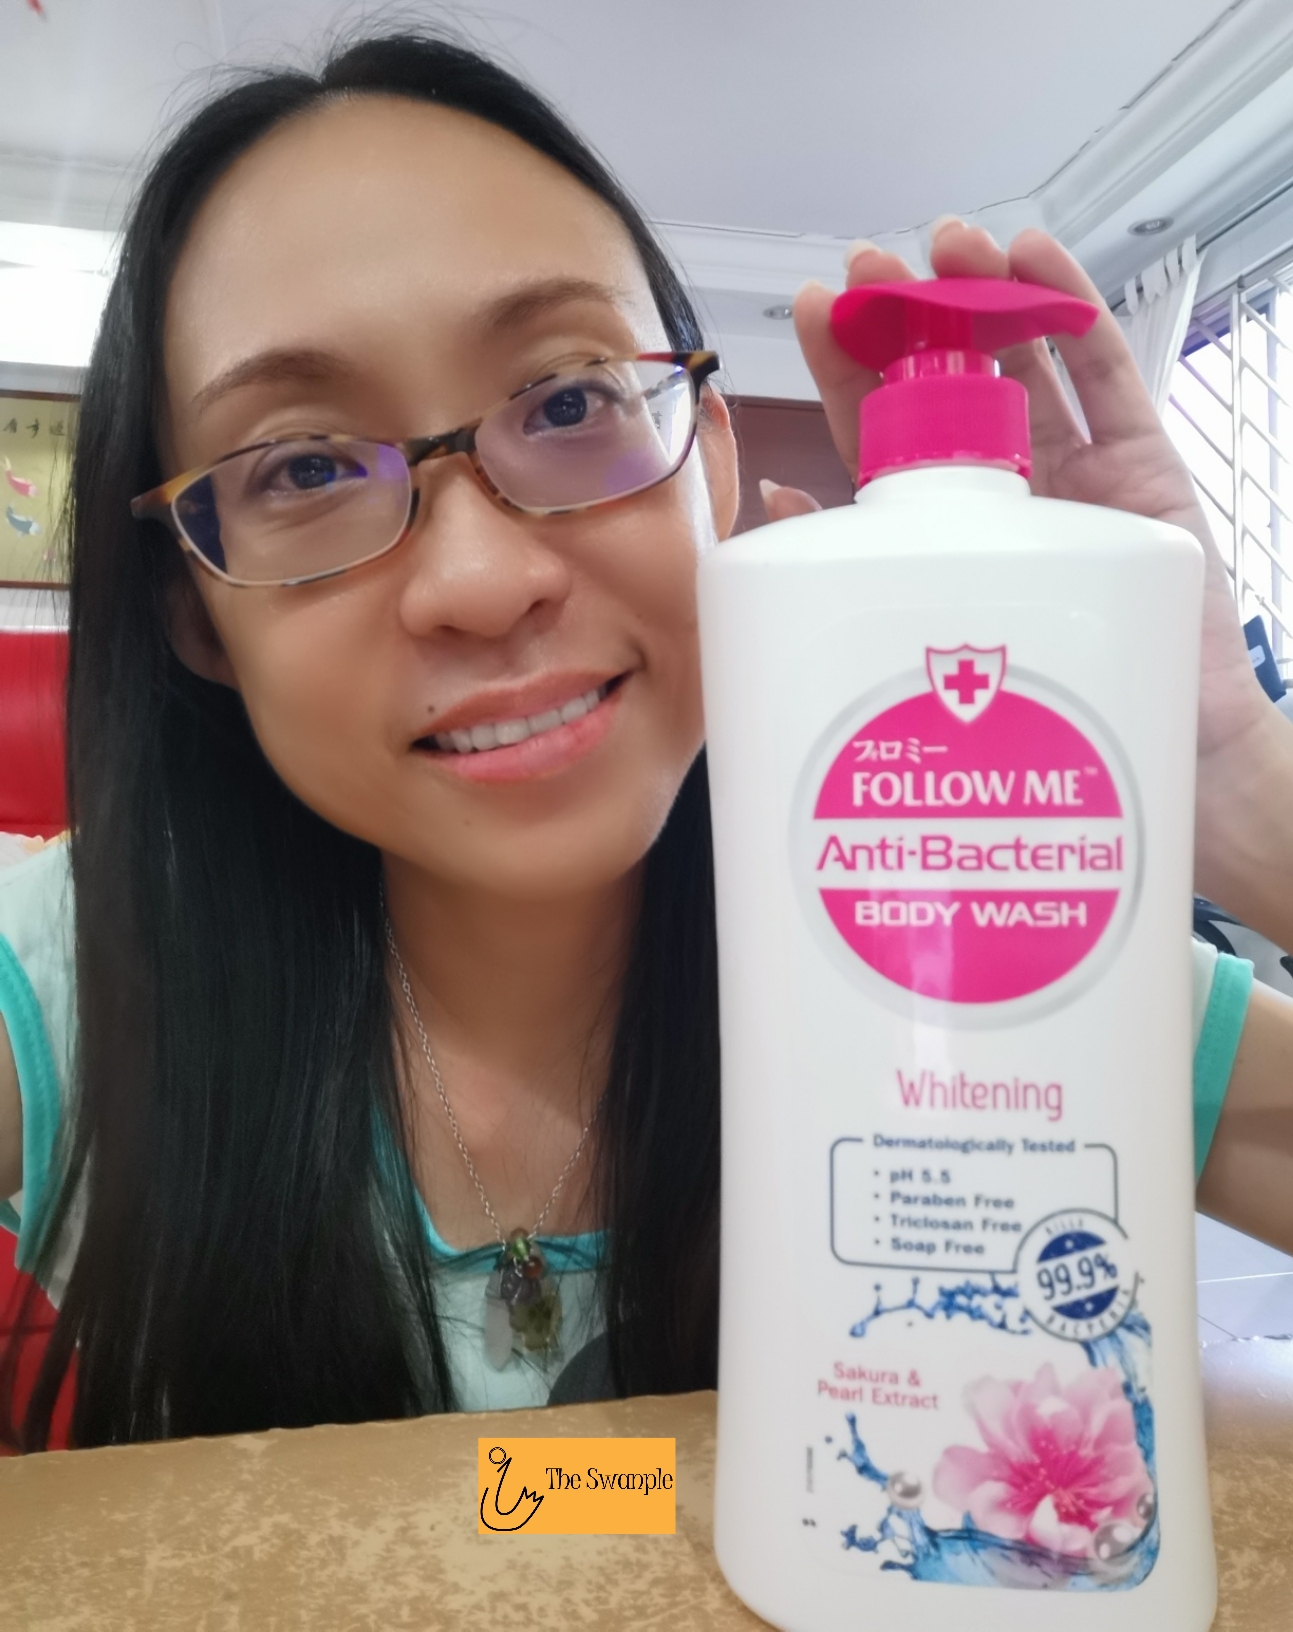 フォロミー
FOLLOW ME™
Anti-Bacterial
BODY WASH
Whitening
Dermatologically Tested
• pH 5.5
• Paraben Free
• Triclosan Free
• Soap Free
KILLS
99.9%
BACTERIA
Sakura &
Pearl Extract
The Swanple